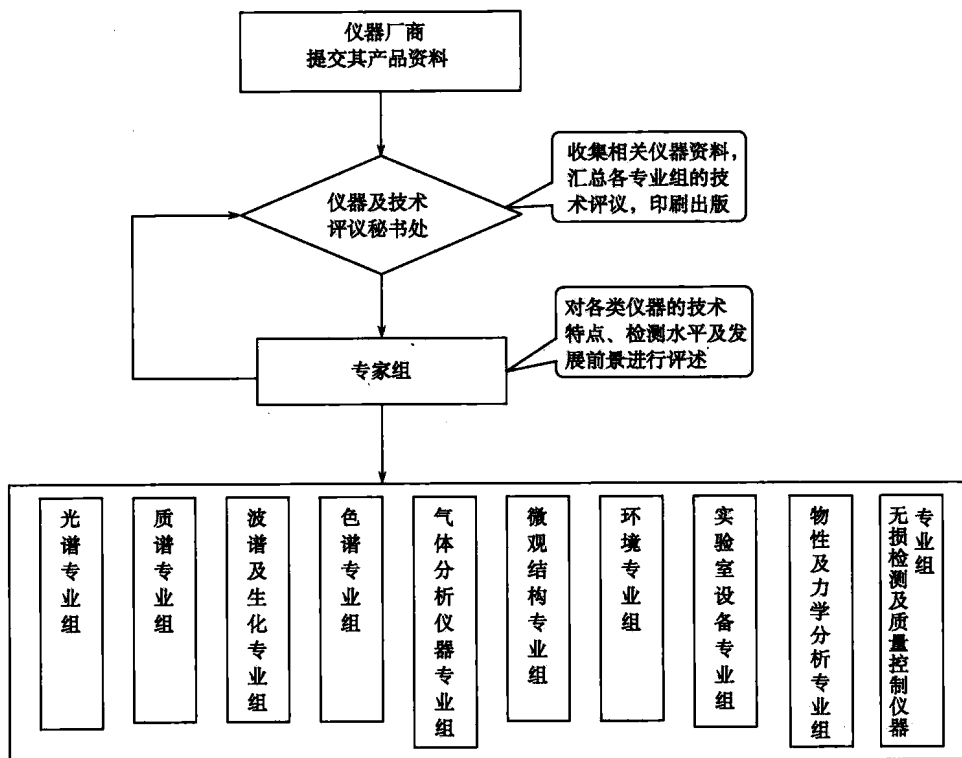 仪器厂商
提交其产品资料
收集相关仪器资料，
汇总各专业组的技
术评议，印刷出版
仪器及技术
评议秘书处
对各类仪器的技术
特点、检测水平及发
展前景进行评述
专家组
光谱专业组
质谱专业组
波谱及生化专业组
色谱专业组
气体分析仪器专业组
微观结构专业组
环境专业组
实验室设备专业组
物性及力学分析专业组
无损检测及质量控制仪器
专业组